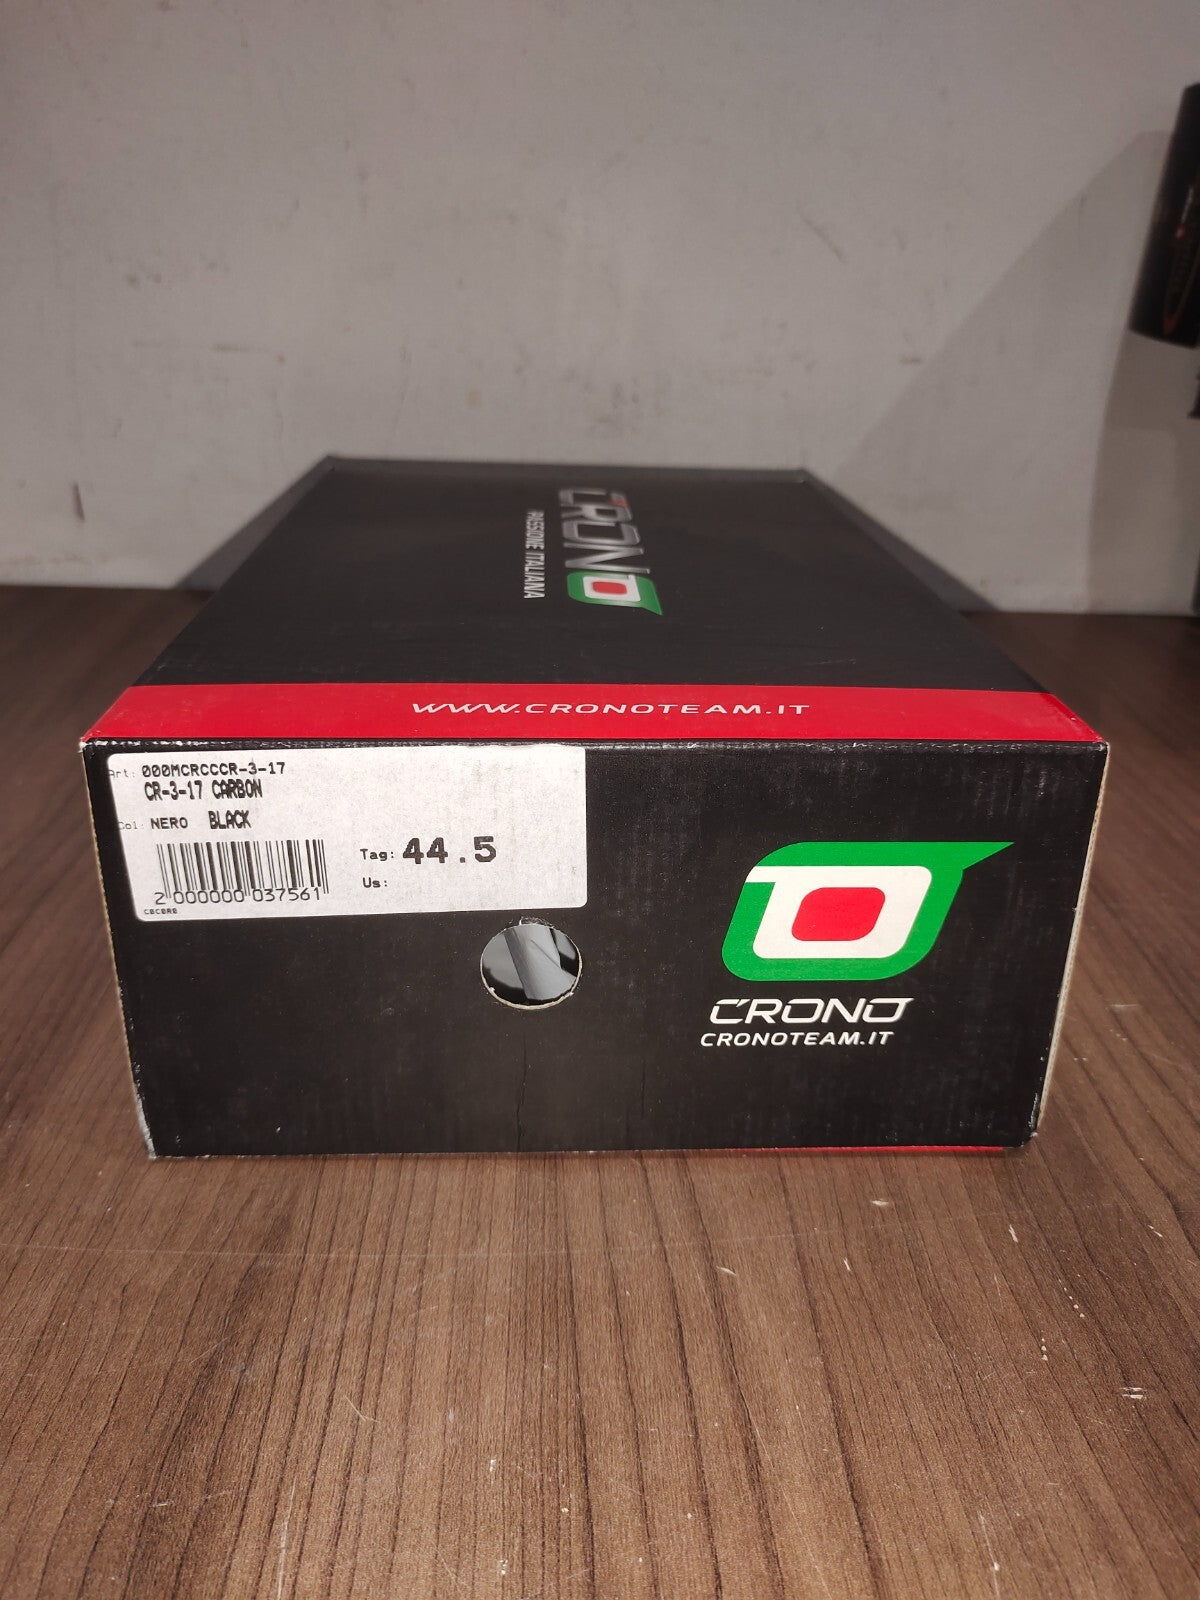 CRONO
PASSIONE ITALIANA
WWW.CRONOTEAM.IT
Art: 000MCRCCCR-3-17
CR-3-17 CARBON
Col: NERO BLACK
Tag: 44.5
Us:
2 000000 037561
CRONO
CRONOTEAM.IT